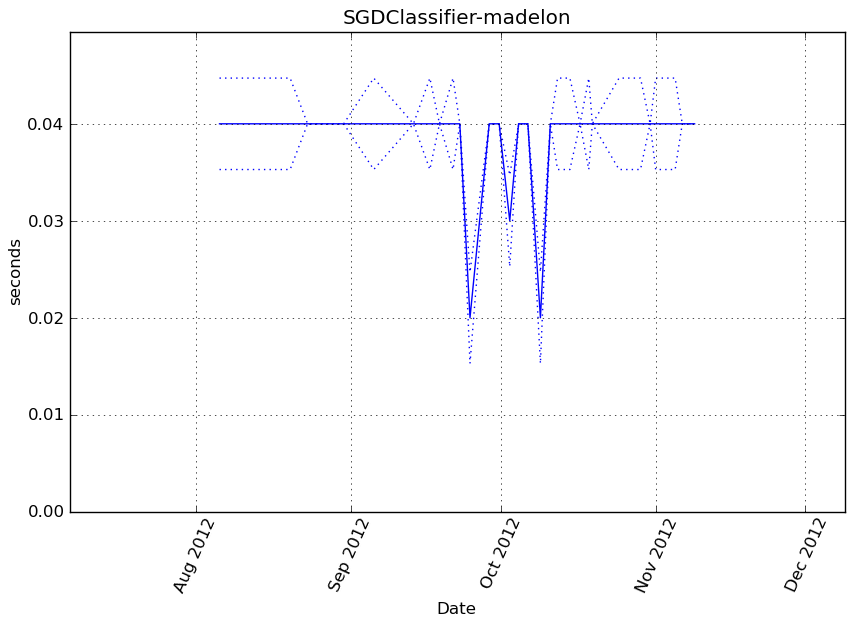 SGDClassifier-madelon
0.04
0.03
0.02
0.01
0.00
seconds
Aug 2012
Sep 2012
Oct 2012
Nov 2012
Dec 2012
Date